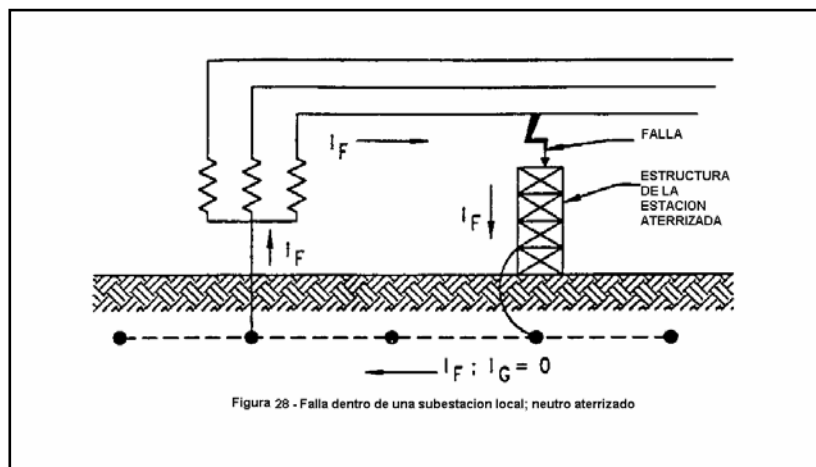 FALLA
I_F
ESTRUCTURA
DE LA
ESTACION
ATERRIZADA
I_F
I_F
I_F ; I_G = 0
Figura 28 - Falla dentro de una subestacion local; neutro aterrizado